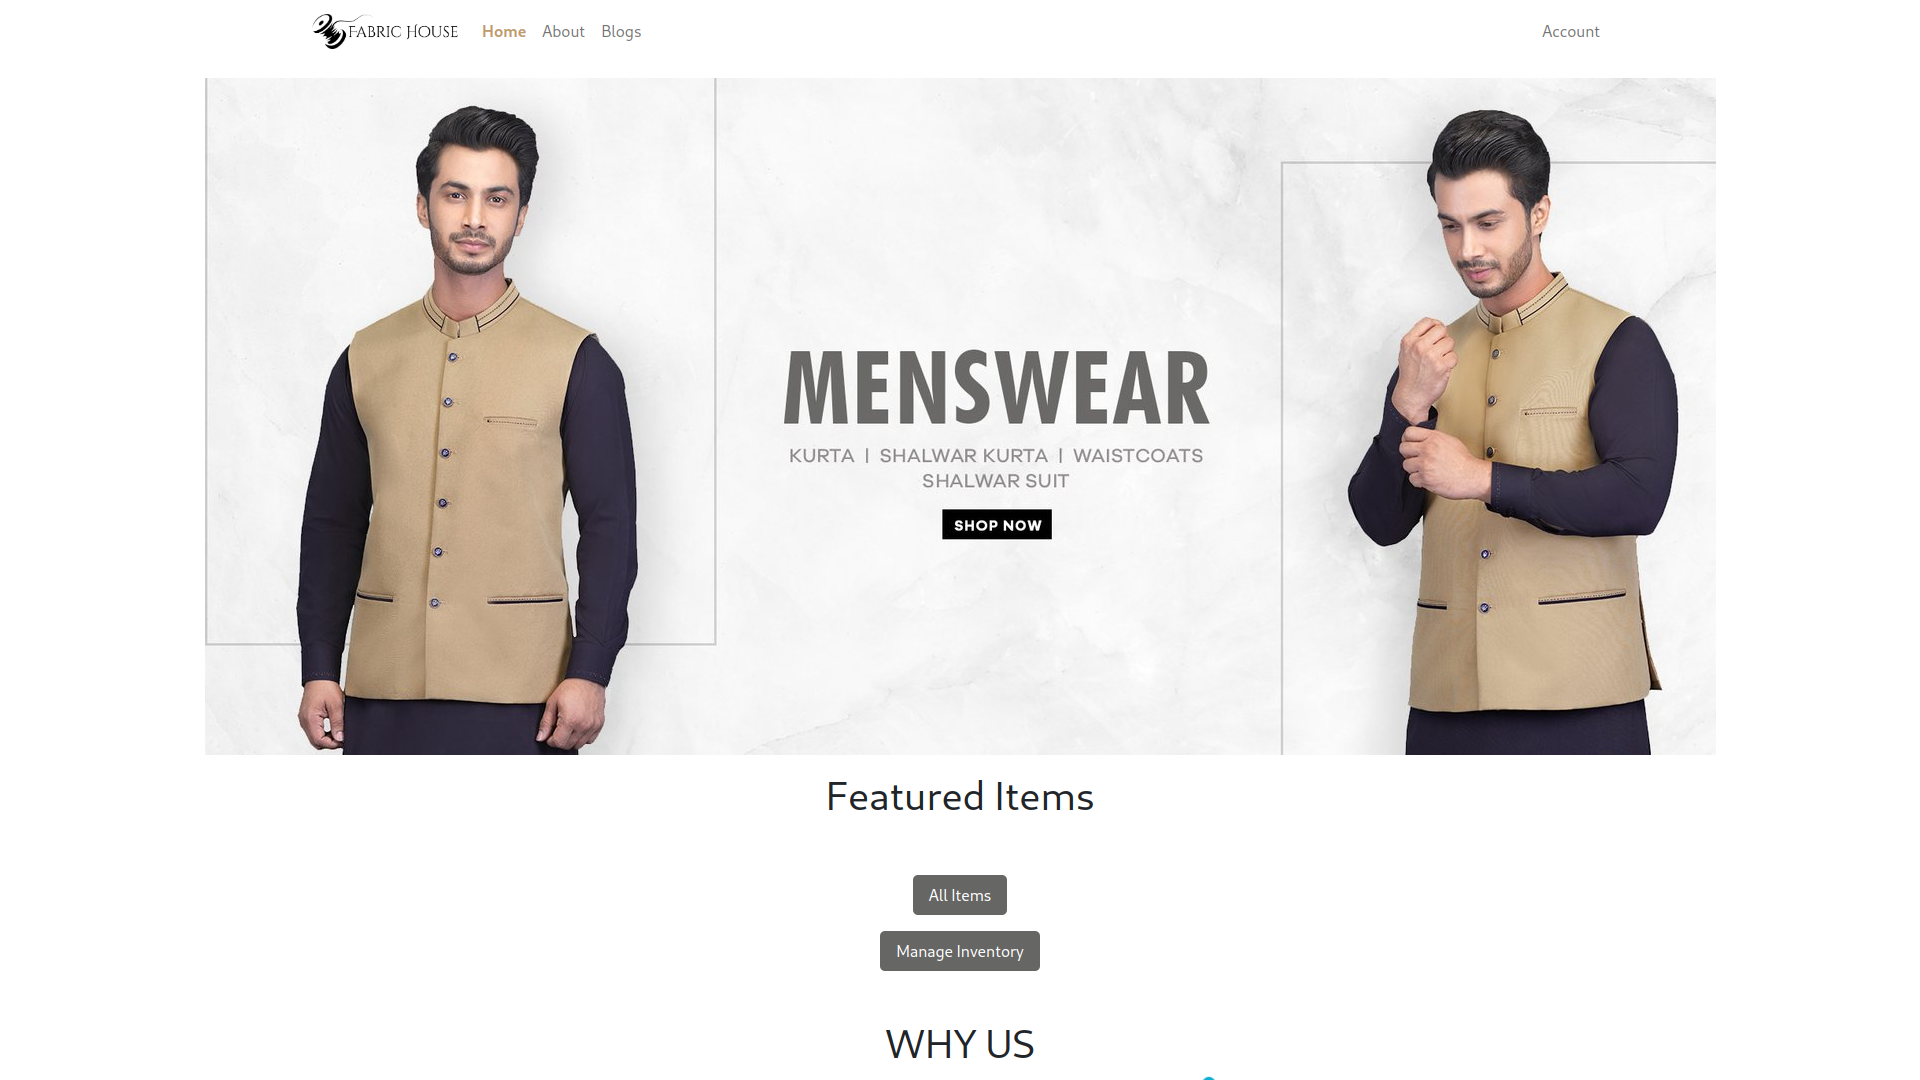 FABRIC HOUSE
Home
About
Blogs
Account
MENSWEAR
KURTA | SHALWAR KURTA | WAISTCOATS
SHALWAR SUIT
SHOP NOW
Featured Items
All Items
Manage Inventory
WHY US